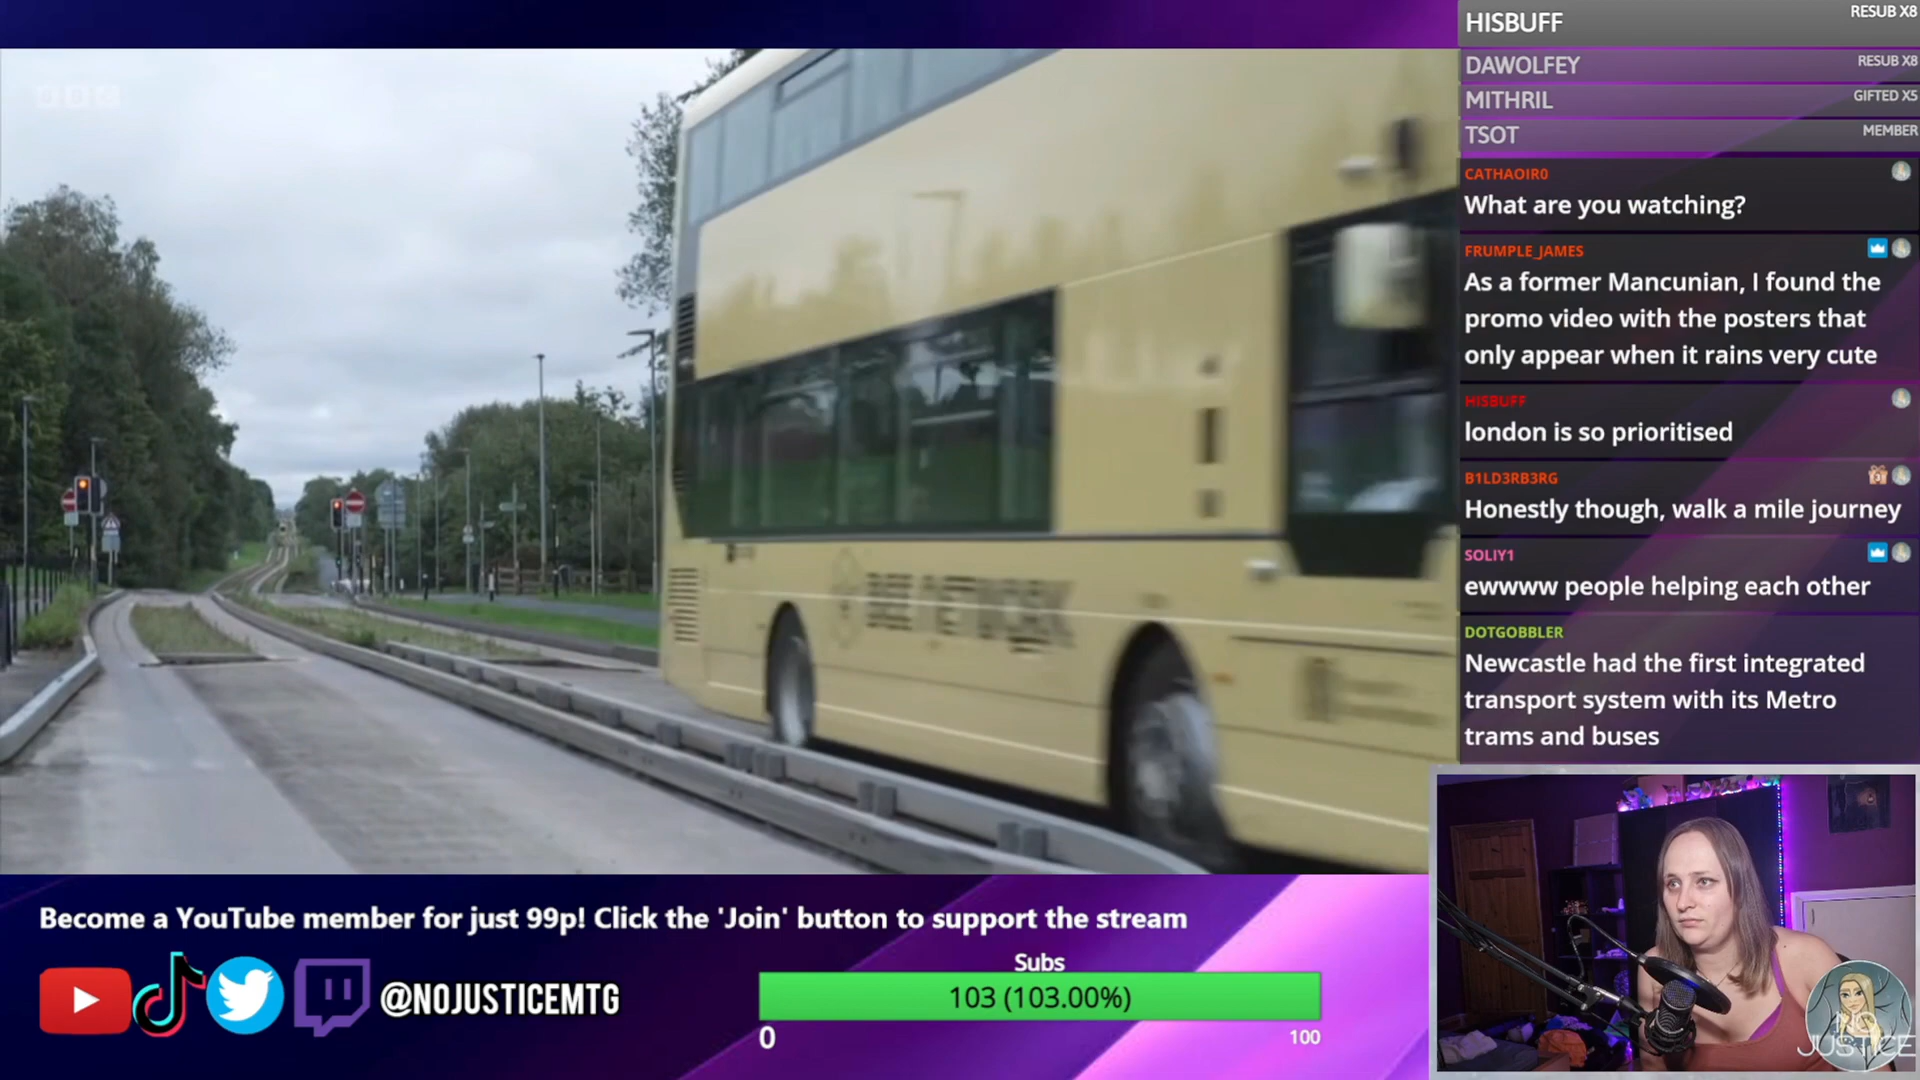 BBC
BEE NETWORK
HISBUFF
RESUB X8
DAWOLFEY
RESUB X8
MITHRIL
GIFTED X5
TSOT
MEMBER
CATHAOIR0
What are you watching?
FRUMPLE_JAMES
As a former Mancunian, I found the
promo video with the posters that
only appear when it rains very cute
HISBUFF
london is so prioritised
B1LD3RB3RG
Honestly though, walk a mile journey
SOLIY1
ewwww people helping each other
DOTGOBBLER
Newcastle had the first integrated
transport system with its Metro
trams and buses
Become a YouTube member for just 99p! Click the 'Join' button to support the stream
@NOJUSTICEMTG
Subs
103 (103.00%)
0
100
NO
JUSTICE